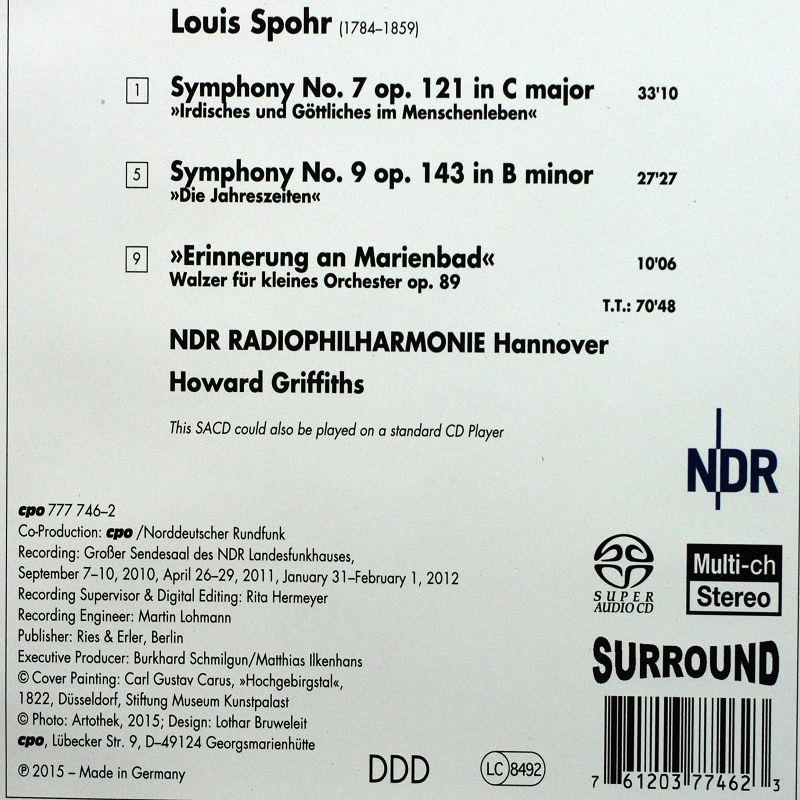 Louis Spohr (1784–1859)
1 Symphony No. 7 op. 121 in C major 33'10
»Irdisches und Göttliches im Menschenleben«
5 Symphony No. 9 op. 143 in B minor 27'27
»Die Jahreszeiten«
9 »Erinnerung an Marienbad« 10'06
Walzer für kleines Orchester op. 89
T.T.: 70'48
NDR RADIOPHILHARMONIE Hannover
Howard Griffiths
This SACD could also be played on a standard CD Player
NDR
cpo 777 746–2
Co-Production: cpo /Norddeutscher Rundfunk
Recording: Großer Sendesaal des NDR Landesfunkhauses,
September 7–10, 2010, April 26–29, 2011, January 31–February 1, 2012
Recording Supervisor & Digital Editing: Rita Hermeyer
Recording Engineer: Martin Lohmann
Publisher: Ries & Erler, Berlin
Executive Producer: Burkhard Schmilgun/Matthias Ilkenhans
© Cover Painting: Carl Gustav Carus, »Hochgebirgstal«,
1822, Düsseldorf, Stiftung Museum Kunstpalast
© Photo: Artothek, 2015; Design: Lothar Bruweleit
cpo, Lübecker Str. 9, D–49124 Georgsmarienhütte
℗ 2015 – Made in Germany
DDD
LC 8492
SUPER
AUDIO CD
Multi-ch
Stereo
SURROUND
7 61203 77462 3